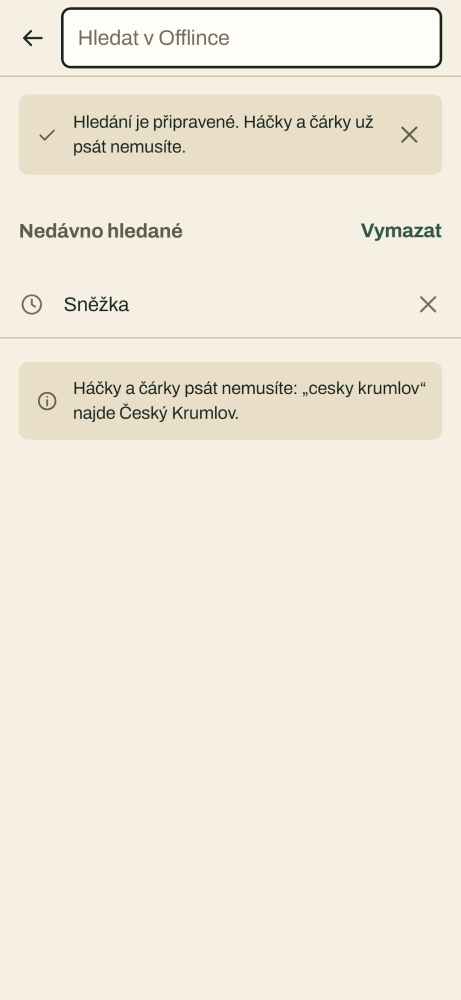 Hledat v Offlince
Hledání je připravené. Háčky a čárky už
psát nemusíte.
Nedávno hledané
Vymazat
Sněžka
Háčky a čárky psát nemusíte: „cesky krumlov“
najde Český Krumlov.